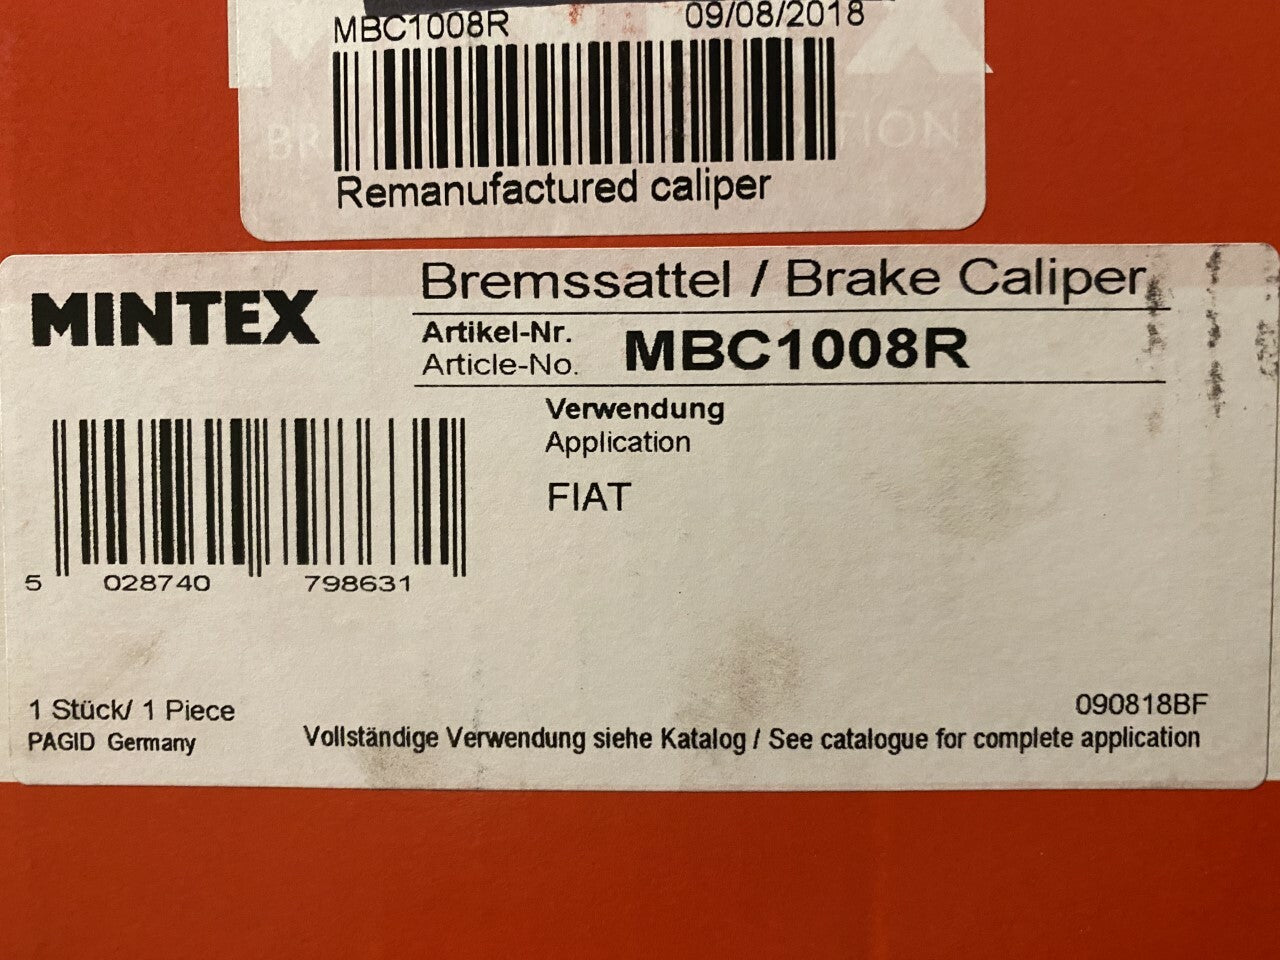 MBC1008R 09/08/2018
Remanufactured caliper
MINTEX
Bremssattel / Brake Caliper
Artikel-Nr.
Article-No. MBC1008R
Verwendung
Application
FIAT
5 028740 798631
1 Stück/ 1 Piece
090818BF
PAGID Germany
Vollständige Verwendung siehe Katalog / See catalogue for complete application